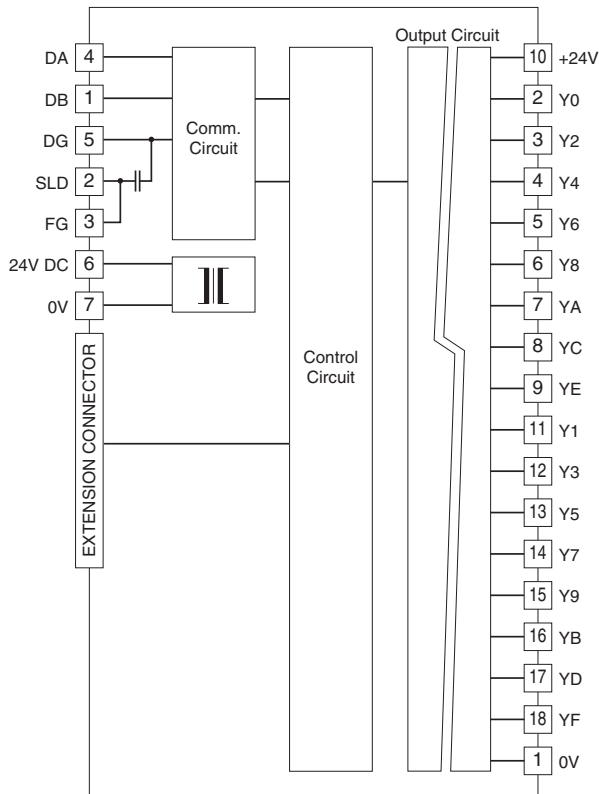 Output Circuit
DA 4
DB 1
DG 5
SLD 2
FG 3
24V DC 6
0V 7
EXTENSION CONNECTOR
Comm.
Circuit
Control
Circuit
10 +24V
2 Y0
3 Y2
4 Y4
5 Y6
6 Y8
7 YA
8 YC
9 YE
11 Y1
12 Y3
13 Y5
14 Y7
15 Y9
16 YB
17 YD
18 YF
1 0V